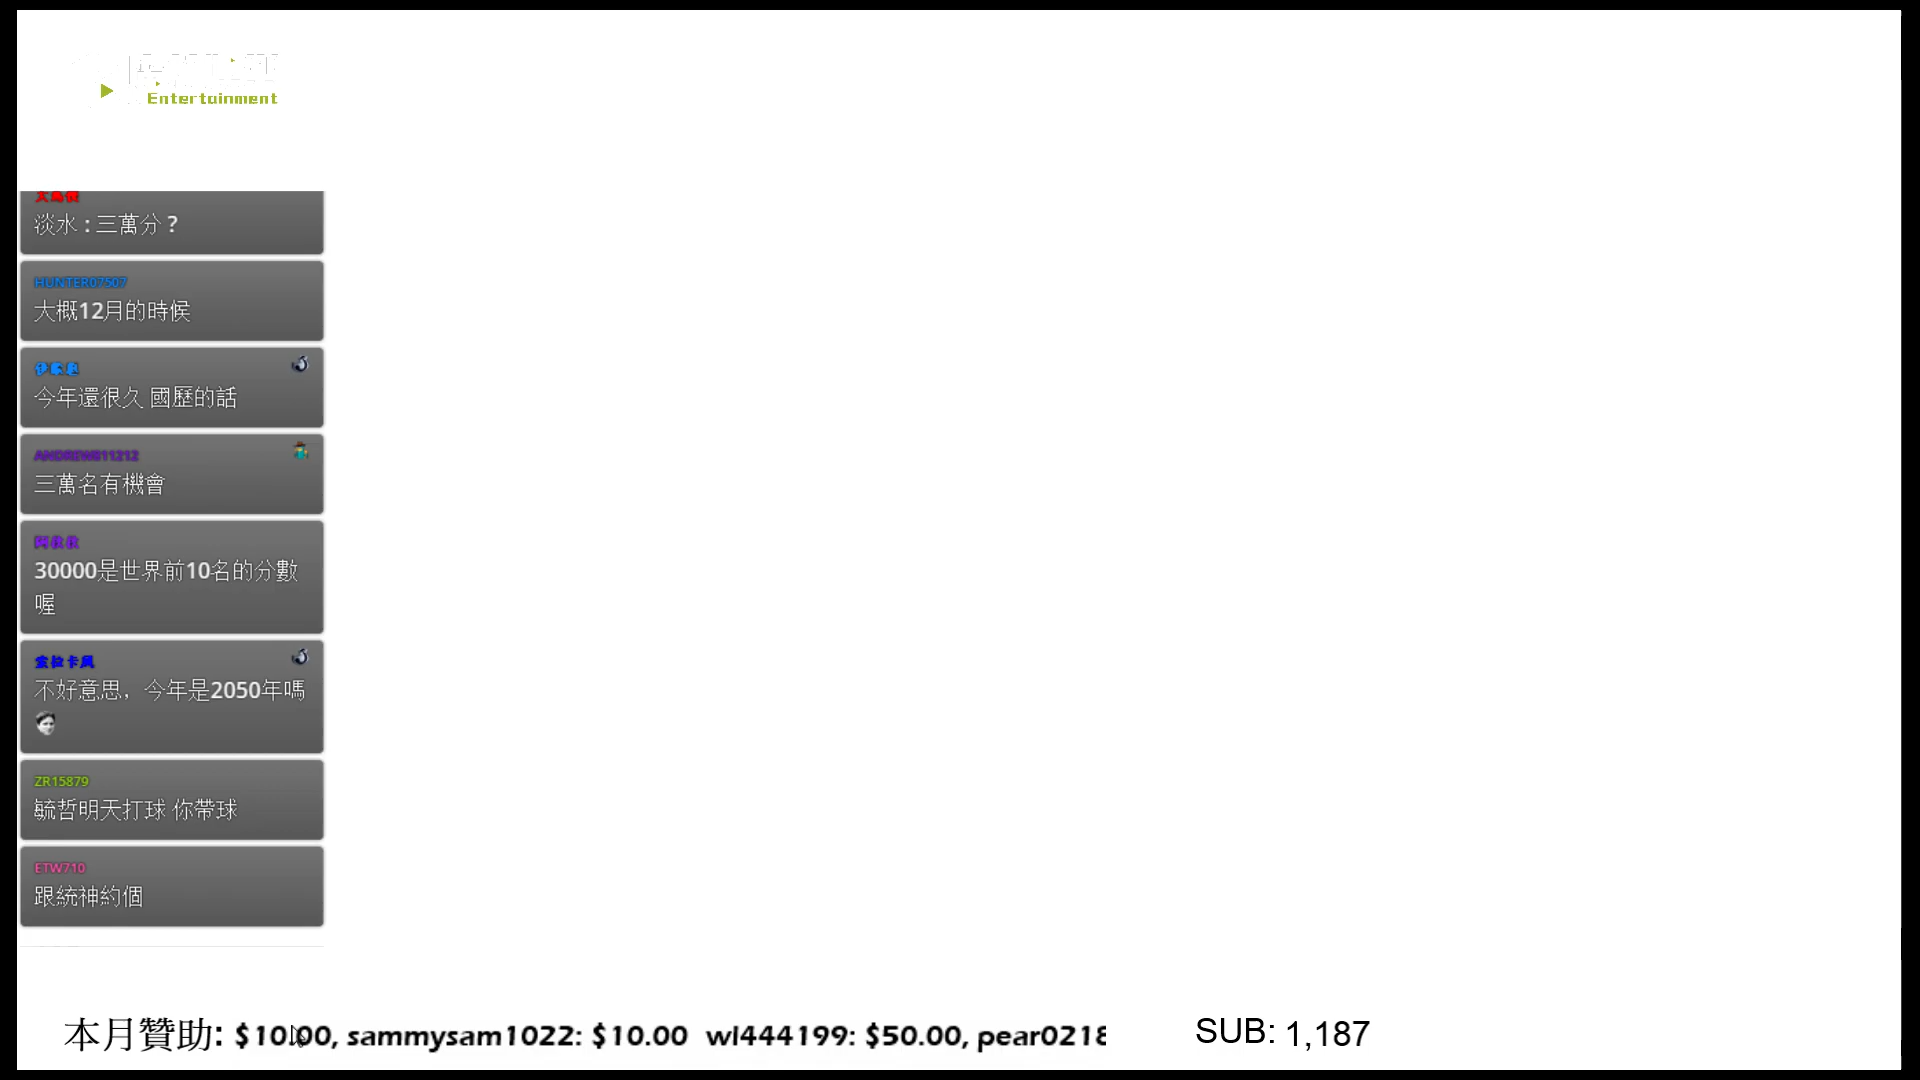 Entertainment
淡水 : 三萬分 ?
HUNTER07507
大概12月的時候
今年還很久 國歷的話
ANDREW811212
三萬名有機會
30000是世界前10名的分數
喔
不好意思，今年是2050年嗎
ZR15879
毓哲明天打球 你帶球
ETW710
跟統神約個
本月贊助: $10.00, sammysam1022: $10.00 wl444199: $50.00, pear0218
SUB: 1,187